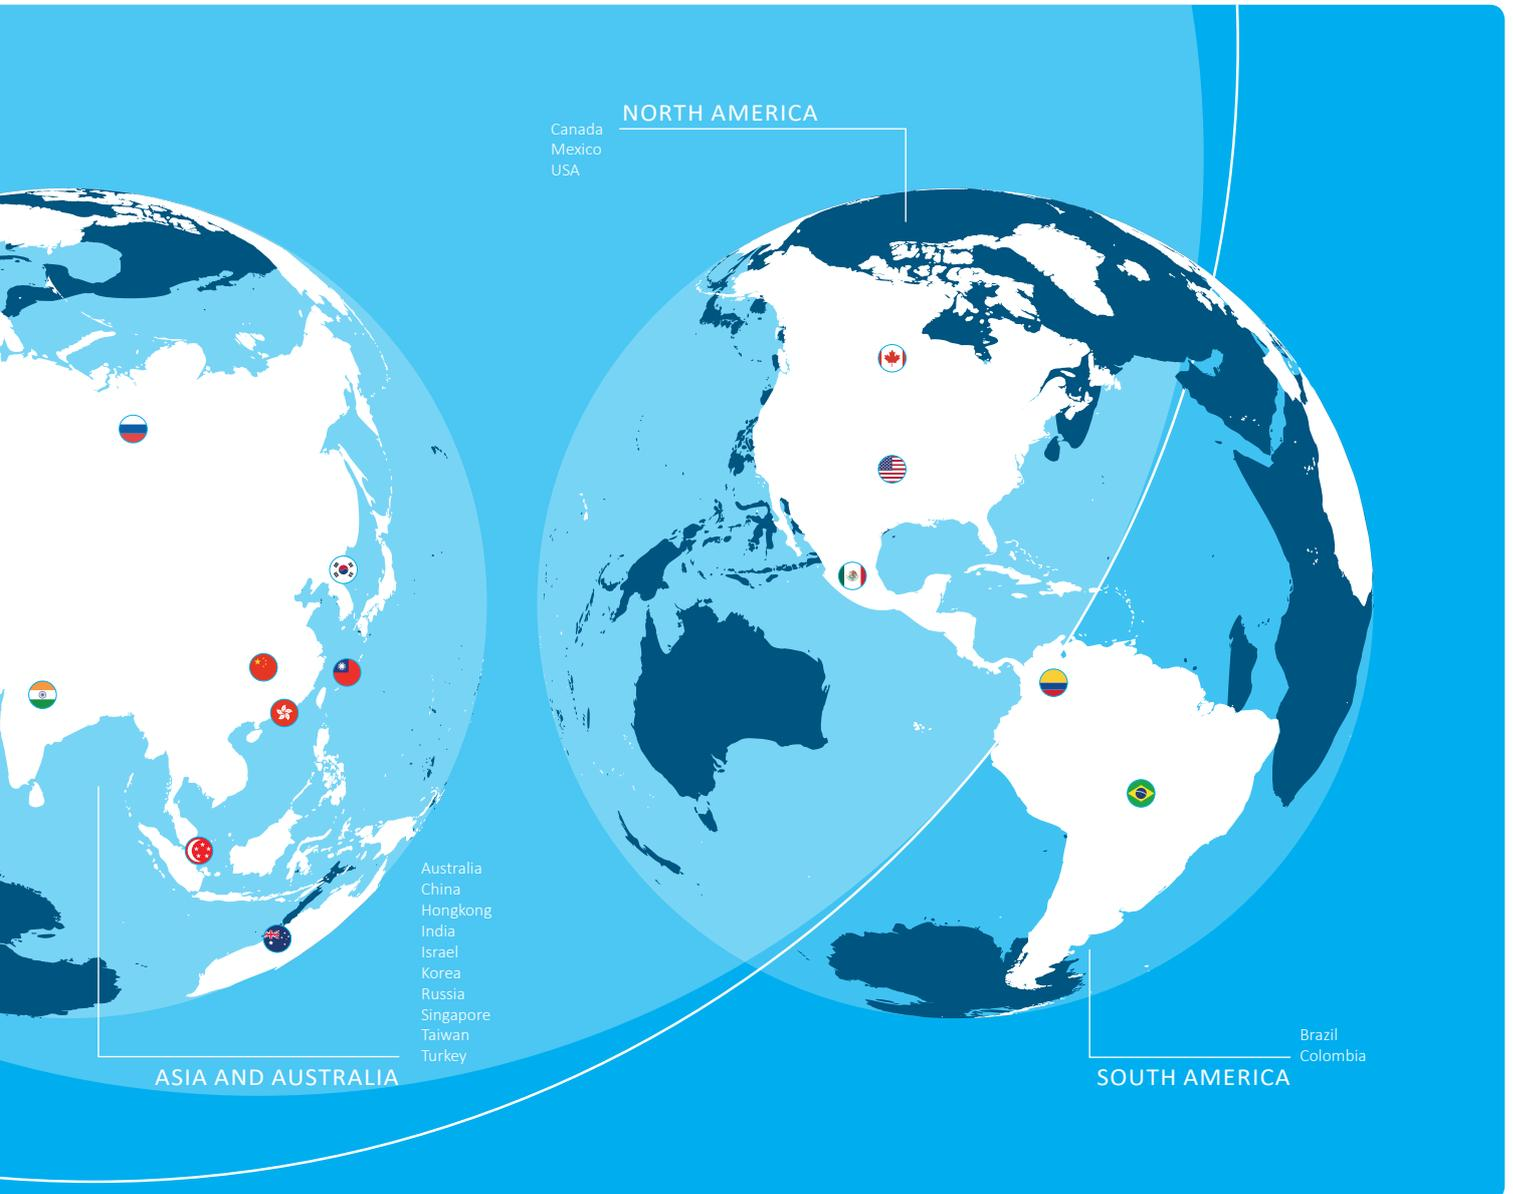 NORTH AMERICA
Canada
Mexico
USA
Australia
China
Hongkong
India
Israel
Korea
Russia
Singapore
Taiwan
Turkey
ASIA AND AUSTRALIA
Brazil
Colombia
SOUTH AMERICA